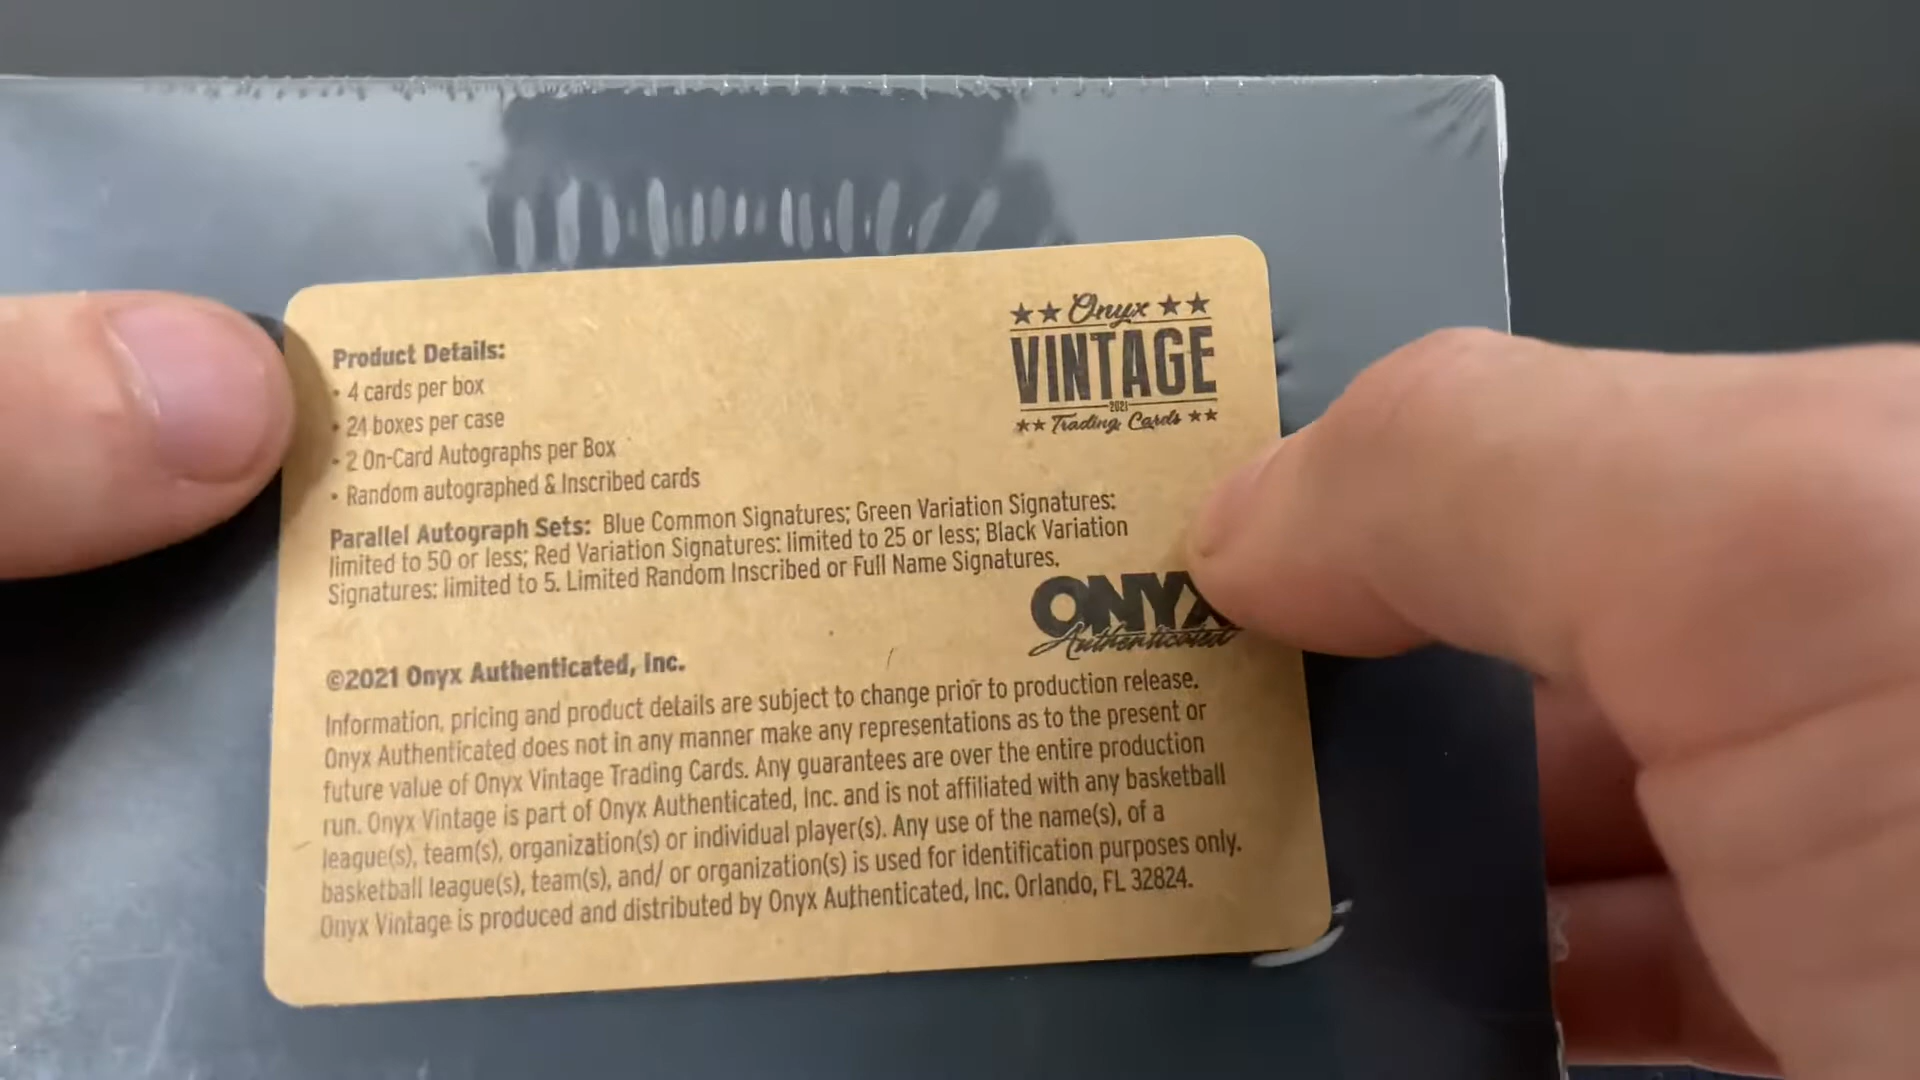 Product Details:
• 4 cards per box
• 24 boxes per case
• 2 On-Card Autographs per Box
• Random autographed & Inscribed cards
Parallel Autograph Sets: Blue Common Signatures; Green Variation Signatures:
limited to 50 or less; Red Variation Signatures: limited to 25 or less; Black Variation
Signatures: limited to 5. Limited Random Inscribed or Full Name Signatures.
Onyx
VINTAGE
2021
Trading Cards
ONYX
Authenticated
©2021 Onyx Authenticated, Inc.
Information, pricing and product details are subject to change prior to production release.
Onyx Authenticated does not in any manner make any representations as to the present or
future value of Onyx Vintage Trading Cards. Any guarantees are over the entire production
run. Onyx Vintage is part of Onyx Authenticated, Inc. and is not affiliated with any basketball
league(s), team(s), organization(s) or individual player(s). Any use of the name(s), of a
basketball league(s), team(s), and/ or organization(s) is used for identification purposes only.
Onyx Vintage is produced and distributed by Onyx Authenticated, Inc. Orlando, FL 32824.